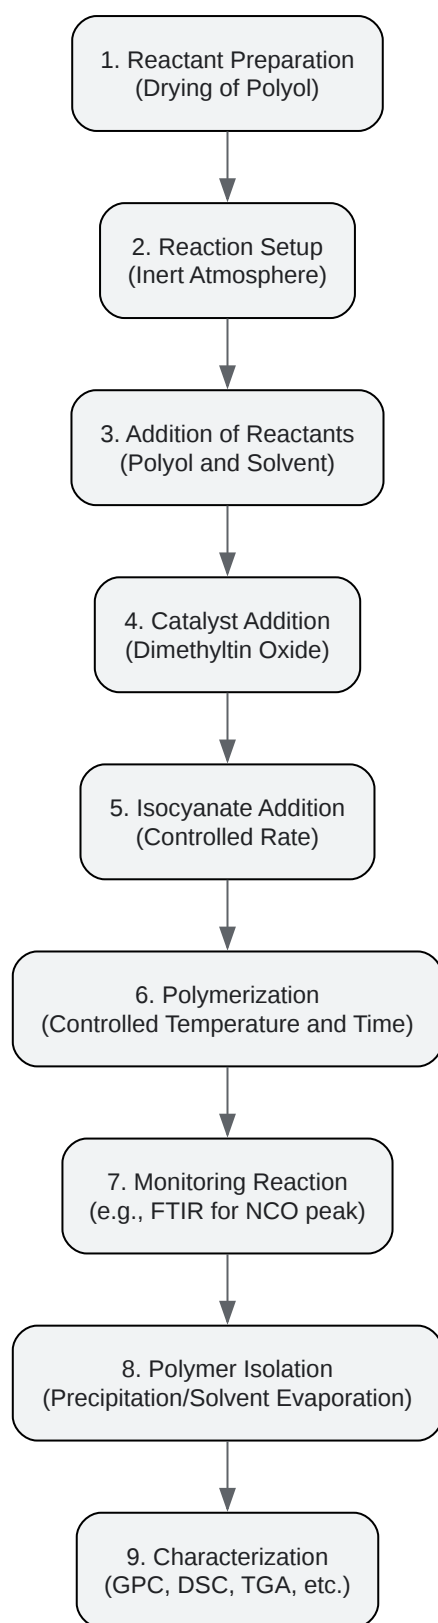 1. Reactant Preparation
(Drying of Polyol)
2. Reaction Setup
(Inert Atmosphere)
3. Addition of Reactants
(Polyol and Solvent)
4. Catalyst Addition
(Dimethyltin Oxide)
5. Isocyanate Addition
(Controlled Rate)
6. Polymerization
(Controlled Temperature and Time)
7. Monitoring Reaction
(e.g., FTIR for NCO peak)
8. Polymer Isolation
(Precipitation/Solvent Evaporation)
9. Characterization
(GPC, DSC, TGA, etc.)